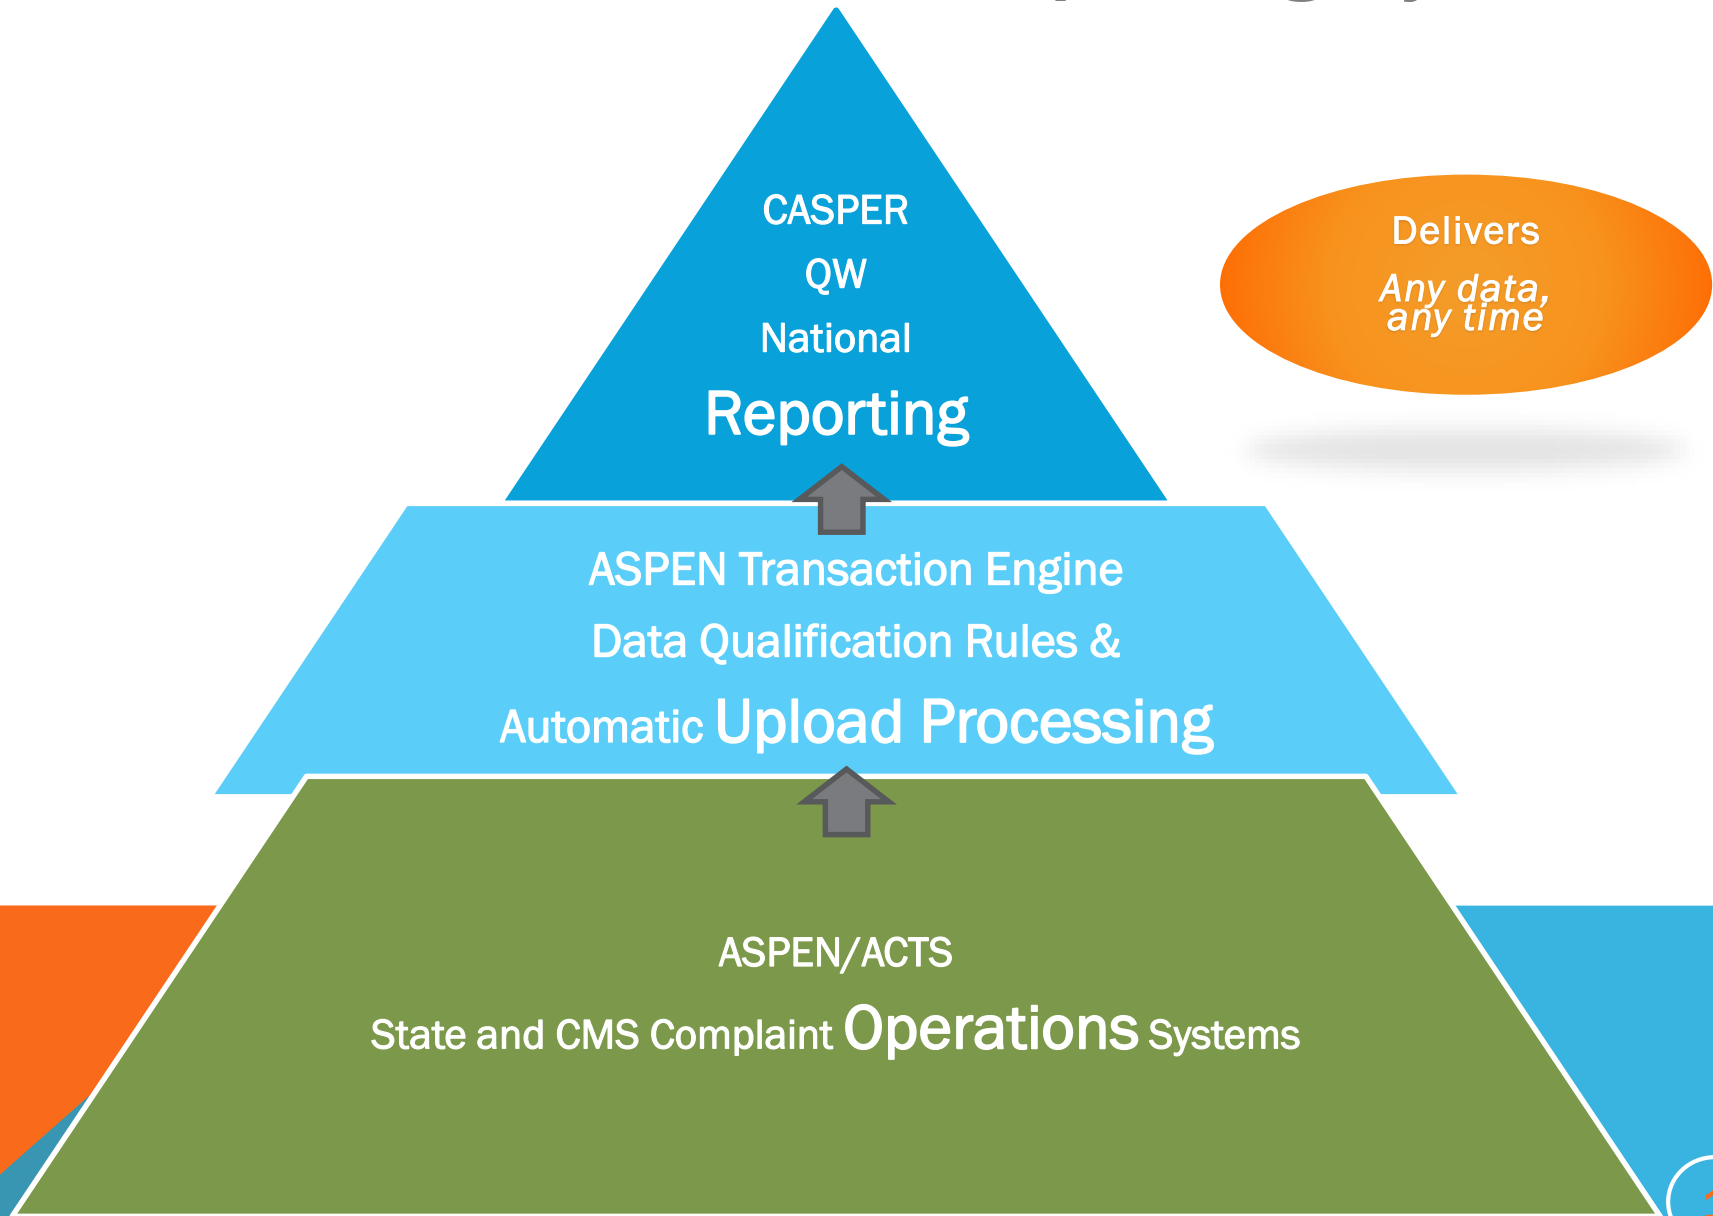 CASPER
QW
National
Reporting
Delivers
Any data,
any time
ASPEN Transaction Engine
Data Qualification Rules &
Automatic Upload Processing
ASPEN/ACTS
State and CMS Complaint Operations Systems